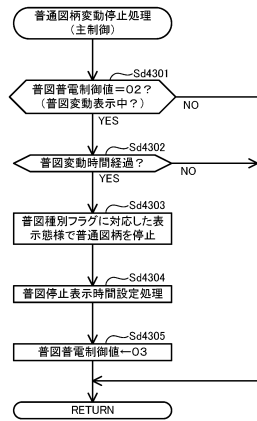 普通図柄変動停止処理
(主制御)
Sd4301
普図普電制御値=02?
(普図変動表示中?)
NO
YES
Sd4302
普図変動時間経過?
NO
YES
Sd4303
普図種別フラグに対応した表
示態様で普通図柄を停止
Sd4304
普図停止表示時間設定処理
Sd4305
普図普電制御値←03
RETURN